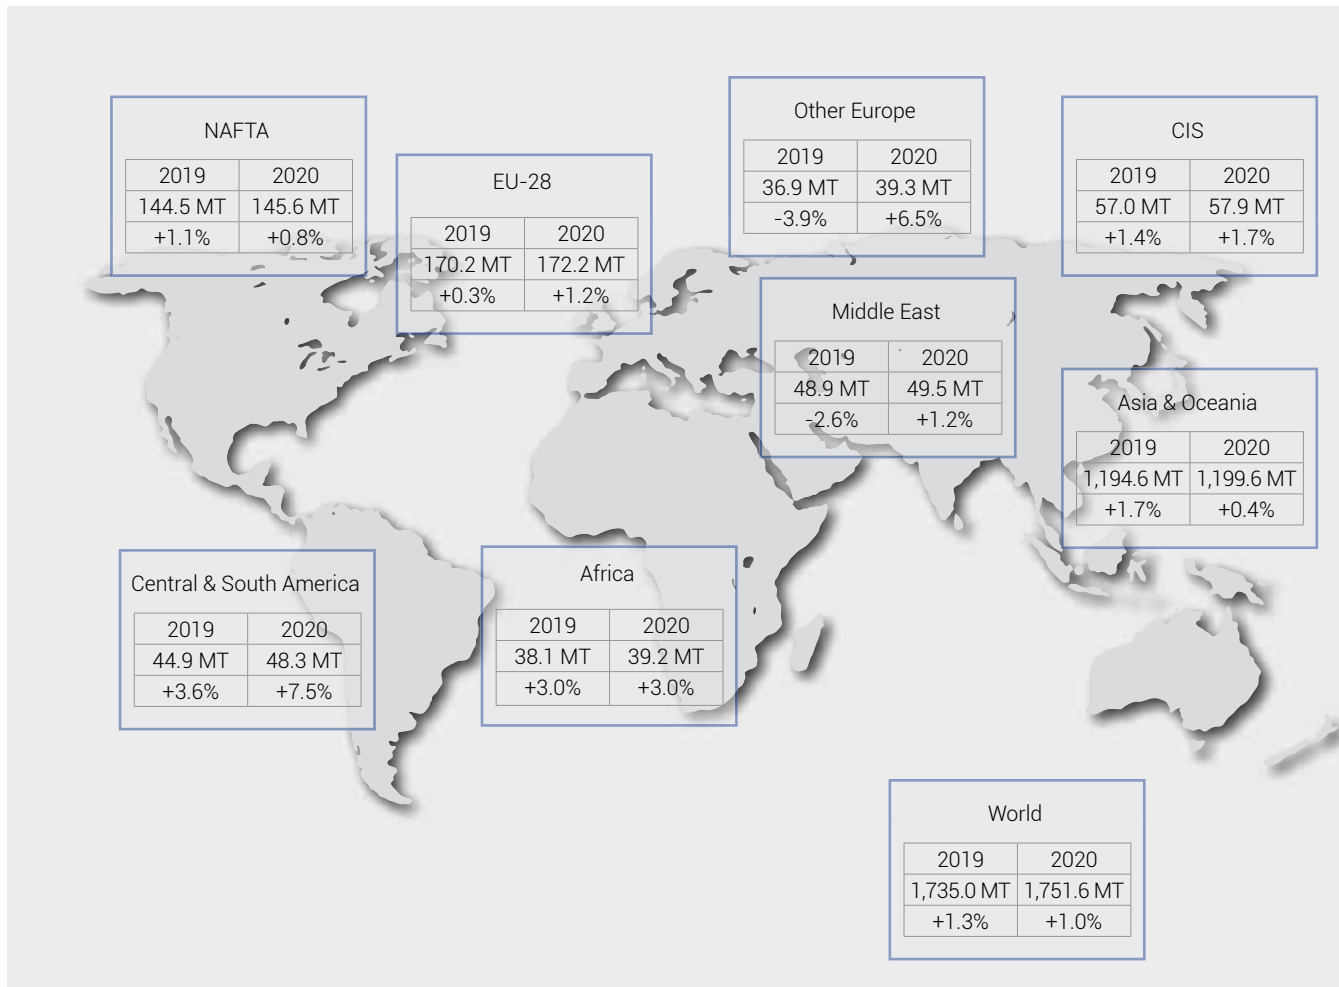 NAFTA
2019 2020
144.5 MT 145.6 MT
+1.1% +0.8%
EU-28
2019 2020
170.2 MT 172.2 MT
+0.3% +1.2%
Other Europe
2019 2020
36.9 MT 39.3 MT
-3.9% +6.5%
CIS
2019 2020
57.0 MT 57.9 MT
+1.4% +1.7%
Middle East
2019 2020
48.9 MT 49.5 MT
-2.6% +1.2%
Asia & Oceania
2019 2020
1,194.6 MT 1,199.6 MT
+1.7% +0.4%
Central & South America
2019 2020
44.9 MT 48.3 MT
+3.6% +7.5%
Africa
2019 2020
38.1 MT 39.2 MT
+3.0% +3.0%
World
2019 2020
1,735.0 MT 1,751.6 MT
+1.3% +1.0%